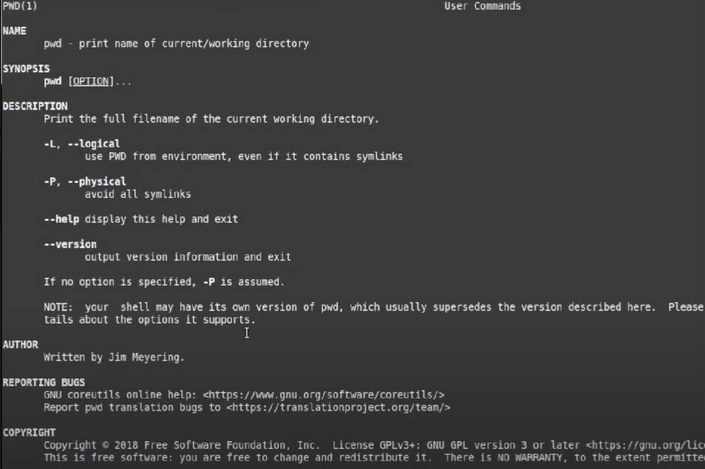 PWD(1) User Commands
NAME
pwd - print name of current/working directory
SYNOPSIS
pwd [OPTION]...
DESCRIPTION
Print the full filename of the current working directory.
-L, --logical
use PWD from environment, even if it contains symlinks
-P, --physical
avoid all symlinks
--help display this help and exit
--version
output version information and exit
If no option is specified, -P is assumed.
NOTE: your shell may have its own version of pwd, which usually supersedes the version described here. Please
tails about the options it supports.
AUTHOR
Written by Jim Meyering.
REPORTING BUGS
GNU coreutils online help: <https://www.gnu.org/software/coreutils/>
Report pwd translation bugs to <https://translationproject.org/team/>
COPYRIGHT
Copyright © 2018 Free Software Foundation, Inc. License GPLv3+: GNU GPL version 3 or later <https://gnu.org/lic
This is free software: you are free to change and redistribute it. There is NO WARRANTY, to the extent permitte